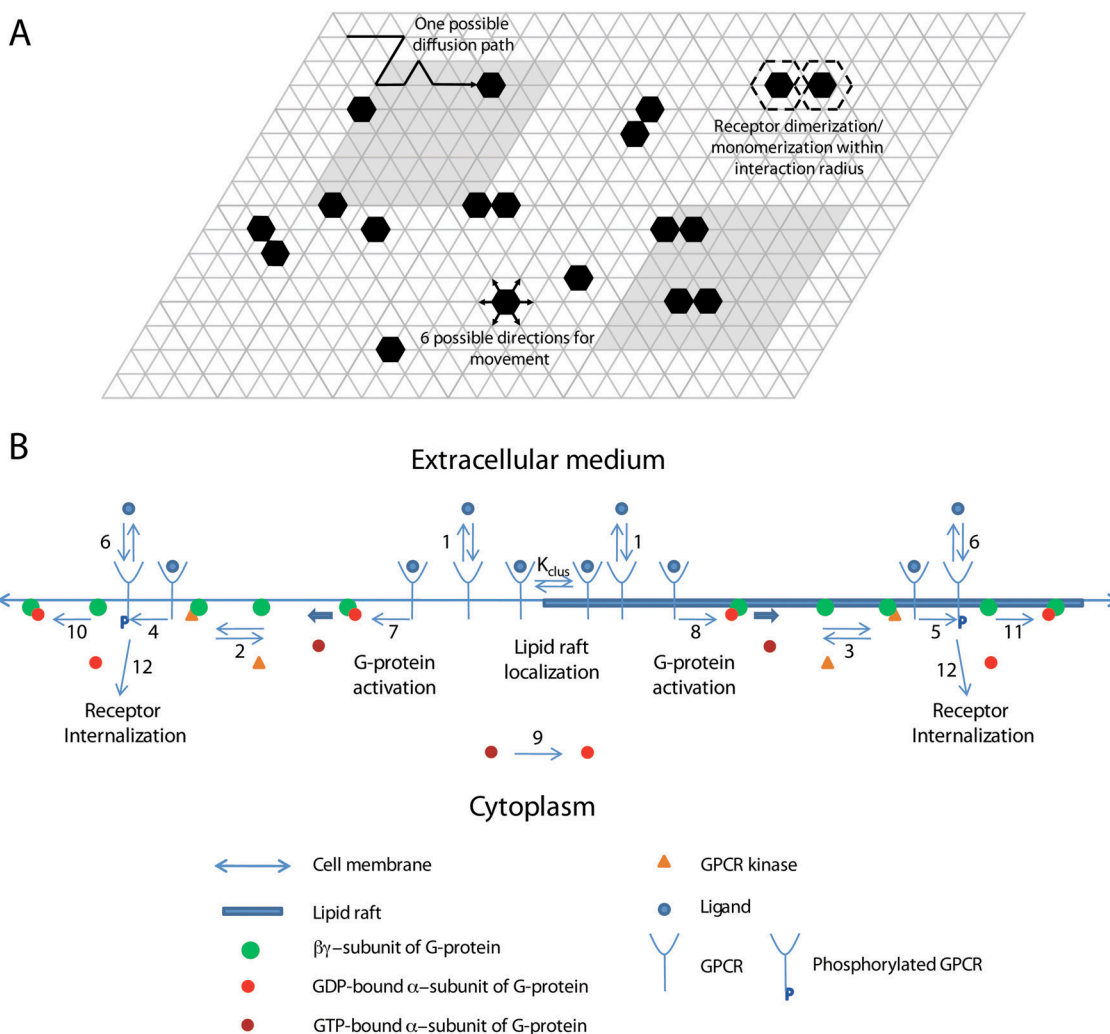 A
One possible
diffusion path
Receptor dimerization/
monomerization within
interaction radius
6 possible directions for
movement
B
Extracellular medium
6
1
Kclus
1
6
10
P
4
2
7
8
3
5
P
11
12
G-protein
activation
Lipid raft
localization
G-protein
activation
12
Receptor
Internalization
Receptor
Internalization
9
Cytoplasm
Cell membrane
GPCR kinase
Lipid raft
Ligand
βγ–subunit of G-protein
GPCR
Phosphorylated GPCR
P
GDP-bound α–subunit of G-protein
GTP-bound α–subunit of G-protein